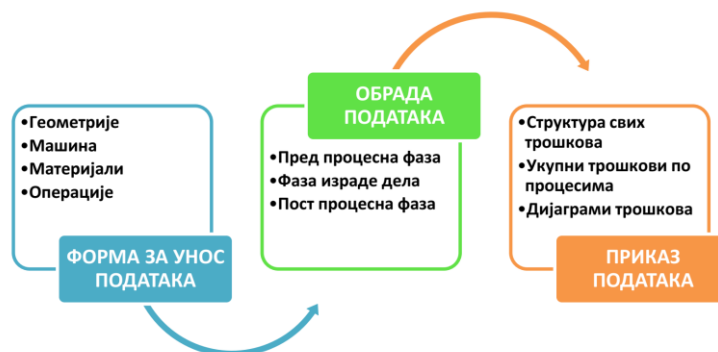 •Геометрије
•Машина
•Материјали
•Операције
ФОРМА ЗА УНОС
ПОДАТАКА
ОБРАДА
ПОДАТАКА
•Пред процесна фаза
•Фаза израде дела
•Пост процесна фаза
•Структура свих
трошкова
•Укупни трошкови по
процесима
•Дијаграми трошкова
ПРИКАЗ
ПОДАТАКА